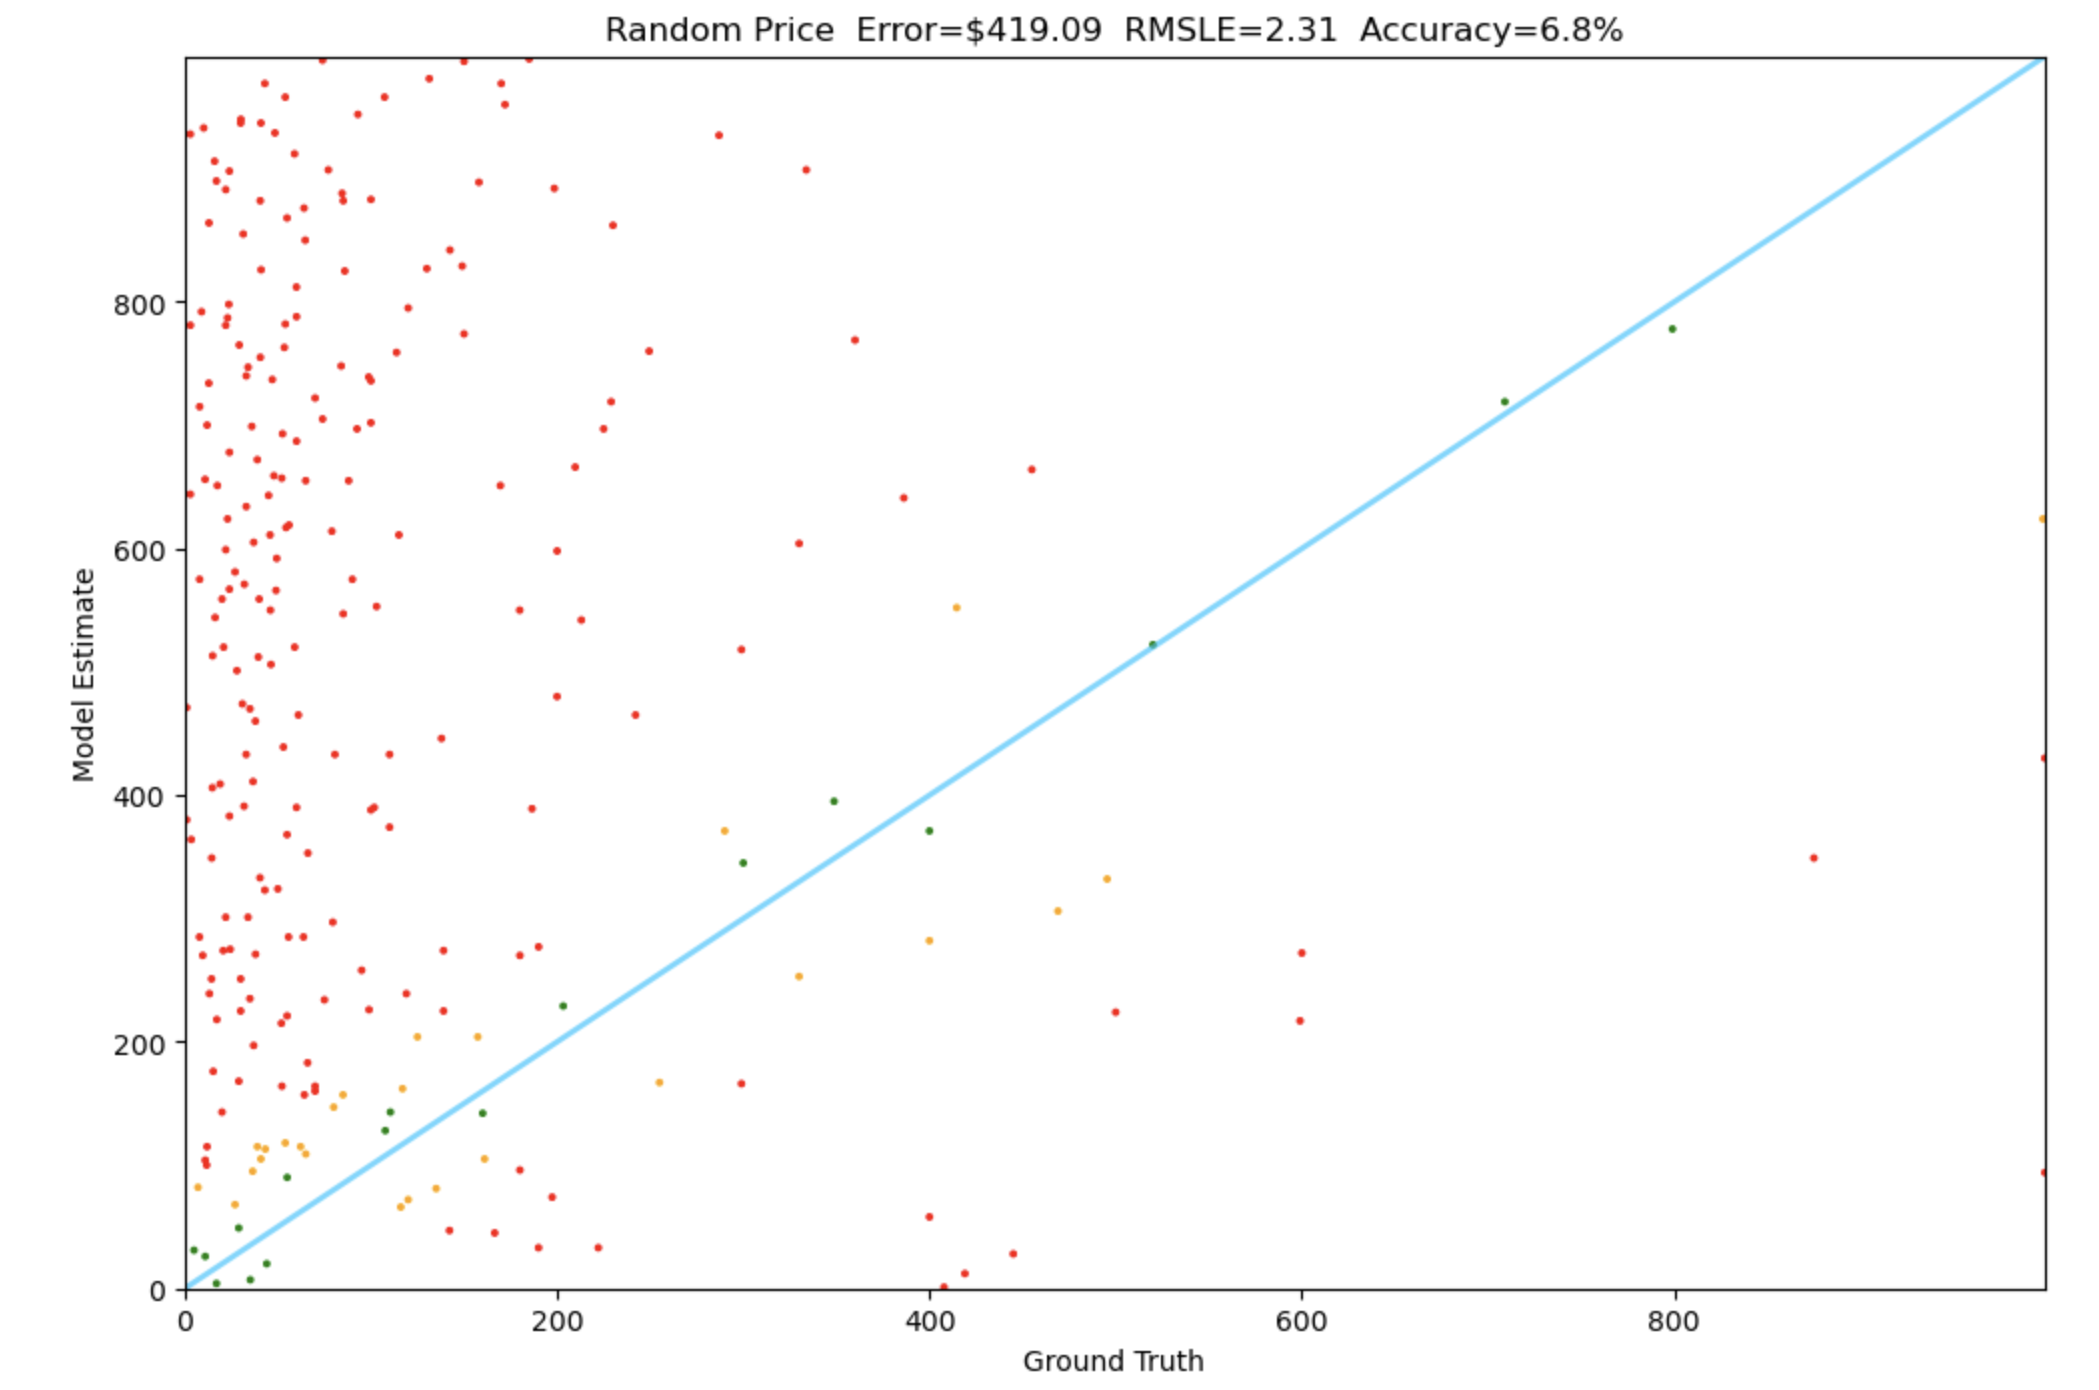 Random Price Error=$419.09 RMSLE=2.31 Accuracy=6.8%
Model Estimate
800
600
400
200
0
0 200 400 600 800
Ground Truth